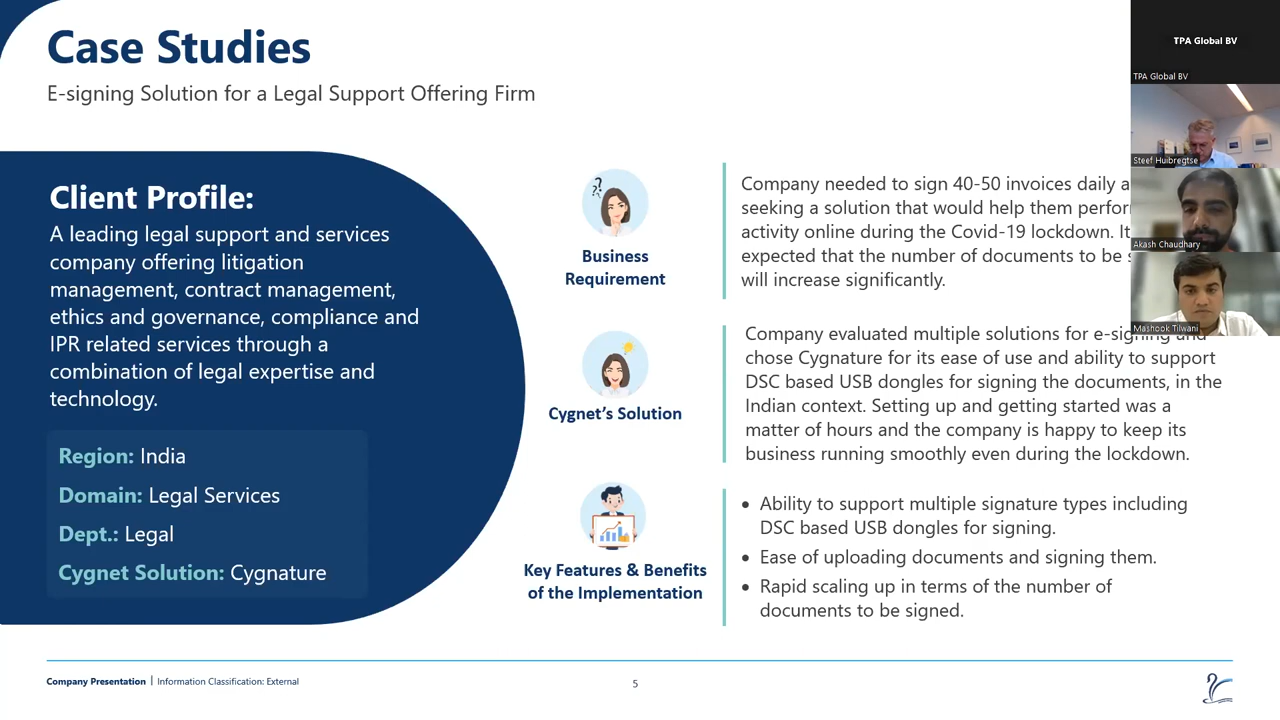 Case Studies
E-signing Solution for a Legal Support Offering Firm
Client Profile:
A leading legal support and services
company offering litigation
management, contract management,
ethics and governance, compliance and
IPR related services through a
combination of legal expertise and
technology.
Region: India
Domain: Legal Services
Dept.: Legal
Cygnet Solution: Cygnature
Business
Requirement
Company needed to sign 40-50 invoices daily
seeking a solution that would help them
activity online during the Covid-19 lockdown.
expected that the number of documents to be
will increase significantly.
Cygnet’s Solution
Company evaluated multiple solutions for e-signing and
chose Cygnature for its ease of use and ability to support
DSC based USB dongles for signing the documents, in the
Indian context. Setting up and getting started was a
matter of hours and the company is happy to keep its
business running smoothly even during the lockdown.
Key Features & Benefits
of the Implementation
• Ability to support multiple signature types including
DSC based USB dongles for signing.
• Ease of uploading documents and signing them.
• Rapid scaling up in terms of the number of
documents to be signed.
TPA Global BV
TPA Global BV
Steef Huibregtse
Akash Chaudhary
Mashook Tilwani
Company Presentation | Information Classification: External
5